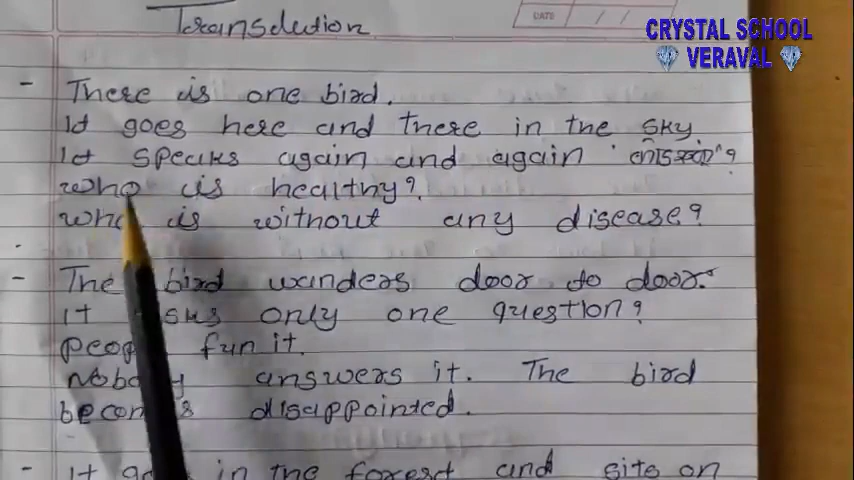 Translution
DATE
CRYSTAL SCHOOL
VERAVAL
- There is one bird.
It goes here and there in the sky
It speaks again and again ?
who is healthy?
who is without any disease?
- The bird wanders door to door.
It asks only one question?
people fun it.
Nobody answers it. The bird
becomes disappointed.
- It in the forest and sits on